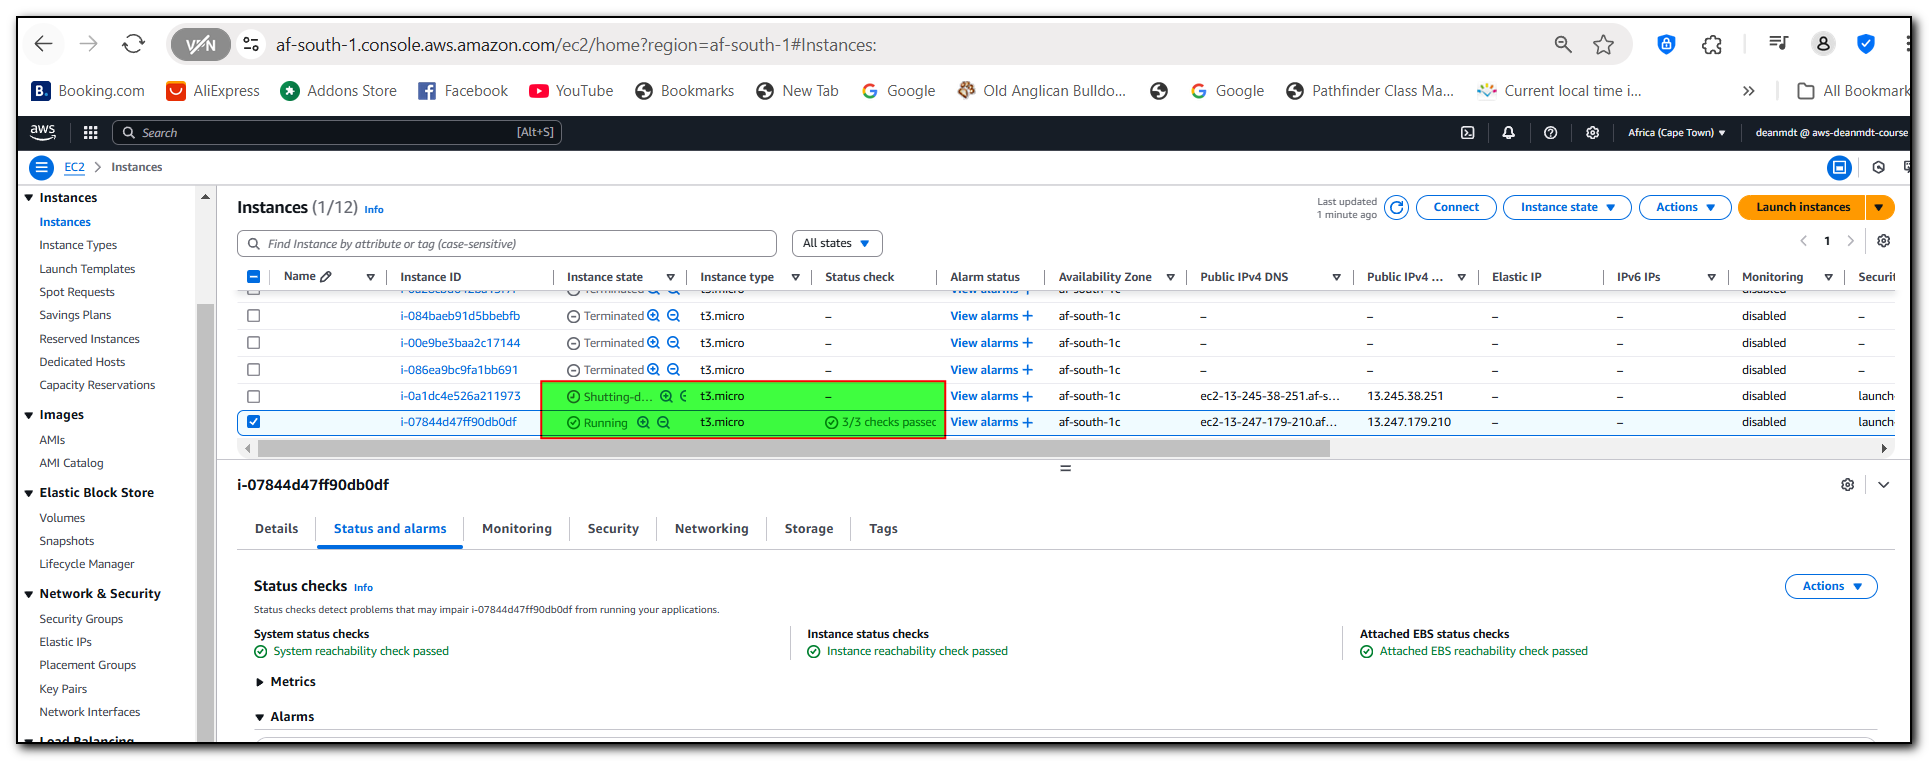 VPN af-south-1.console.aws.amazon.com/ec2/home?region=af-south-1#Instances:
B. Booking.com AliExpress Addons Store Facebook YouTube Bookmarks New Tab Google Old Anglican Bulldo... Google Pathfinder Class Ma... Current local time i... » All Bookmark
aws Search [Alt+S] Africa (Cape Town) deanmdt @ aws-deanmdt-course
EC2 > Instances
Instances
Instances
Instance Types
Launch Templates
Spot Requests
Savings Plans
Reserved Instances
Dedicated Hosts
Capacity Reservations
Images
AMIs
AMI Catalog
Elastic Block Store
Volumes
Snapshots
Lifecycle Manager
Network & Security
Security Groups
Elastic IPs
Placement Groups
Key Pairs
Network Interfaces
Load Balancing
Instances (1/12) Info
Last updated
1 minute ago
Connect Instance state Actions Launch instances
Find Instance by attribute or tag (case-sensitive) All states
1
Name Instance ID Instance state Instance type Status check Alarm status Availability Zone Public IPv4 DNS Public IPv4 ... Elastic IP IPv6 IPs Monitoring Securit
Terminated t3.micro – View alarms + af-south-1c – – – – disabled
i-084baeb91d5bbebfb Terminated t3.micro – View alarms + af-south-1c – – – – disabled –
i-00e9be3baa2c17144 Terminated t3.micro – View alarms + af-south-1c – – – – disabled –
i-086ea9bc9fa1bb691 Terminated t3.micro – View alarms + af-south-1c – – – – disabled –
i-0a1dc4e526a211973 Shutting-d... t3.micro – View alarms + af-south-1c ec2-13-245-38-251.af-s... 13.245.38.251 – – disabled launch
i-07844d47ff90db0df Running t3.micro 3/3 checks passed View alarms + af-south-1c ec2-13-247-179-210.af... 13.247.179.210 – – disabled launch
i-07844d47ff90db0df
Details Status and alarms Monitoring Security Networking Storage Tags
Status checks Info
Actions
Status checks detect problems that may impair i-07844d47ff90db0df from running your applications.
System status checks
System reachability check passed
Instance status checks
Instance reachability check passed
Attached EBS status checks
Attached EBS reachability check passed
Metrics
Alarms